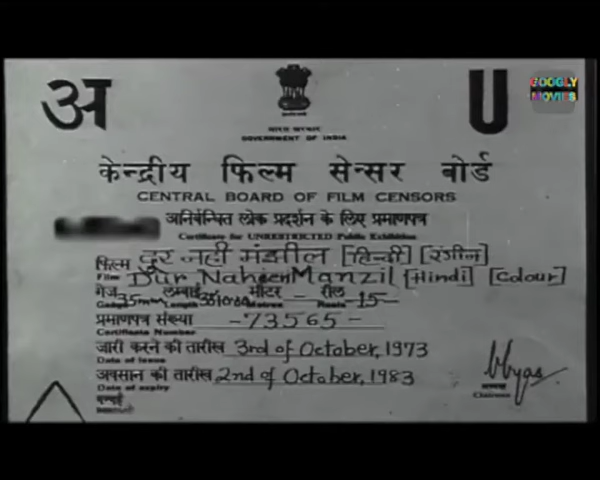 अ
U
GOOGLY
MOVIES
भारत सरकार
GOVERNMENT OF INDIA
केन्द्रीय फिल्म सेन्सर बोर्ड
CENTRAL BOARD OF FILM CENSORS
अनिर्बन्धित लोक प्रदर्शन के लिए प्रमाणपत्र
Certificate for UNRESTRICTED Public Exhibition
फिल्म दूर नही मंझील [हिन्दी] [रंगीन]
Film Dur Naheen Manzil [Hindi] [Colour]
गेज लम्बाई मीटर रील
Gauge 35mm Length Metres Reels 15
प्रमाणपत्र संख्या -73565-
Certificate Number
जारी करने की तारीख 3rd of October, 1973
Date of issue
अवसान की तारीख 2nd of October, 1983
Date of expiry
बम्बई
अध्यक्ष
Chairman